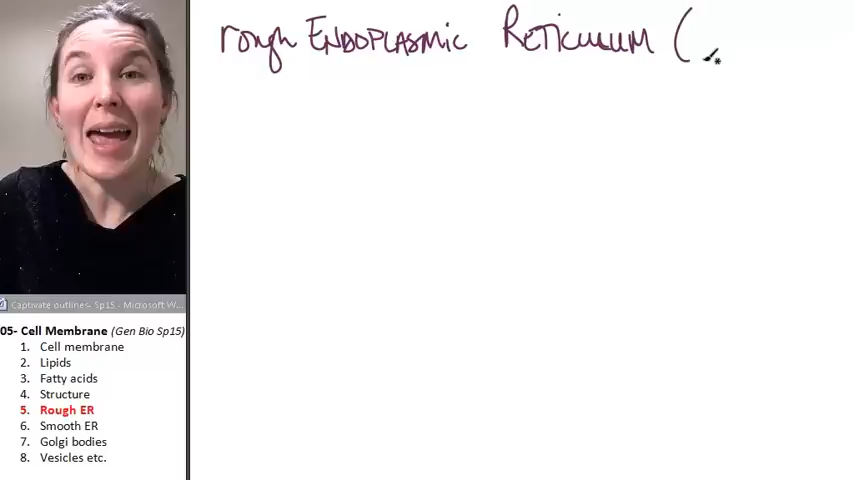 rough ENDOPLASMIC RETICULUM (
Captivate outlines- Sp15 - Microsoft W...
05- Cell Membrane (Gen Bio Sp15)
1. Cell membrane
2. Lipids
3. Fatty acids
4. Structure
5. Rough ER
6. Smooth ER
7. Golgi bodies
8. Vesicles etc.